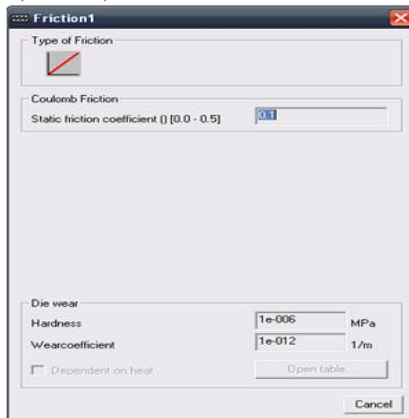 Friction1
Type of Friction
Coulomb Friction
Static friction coefficient () [0.0 - 0.5] 0.1
Die wear
Hardness 1e-006 MPa
Wearcoefficient 1e-012 1/m
Dependent on heat Open table...
Cancel